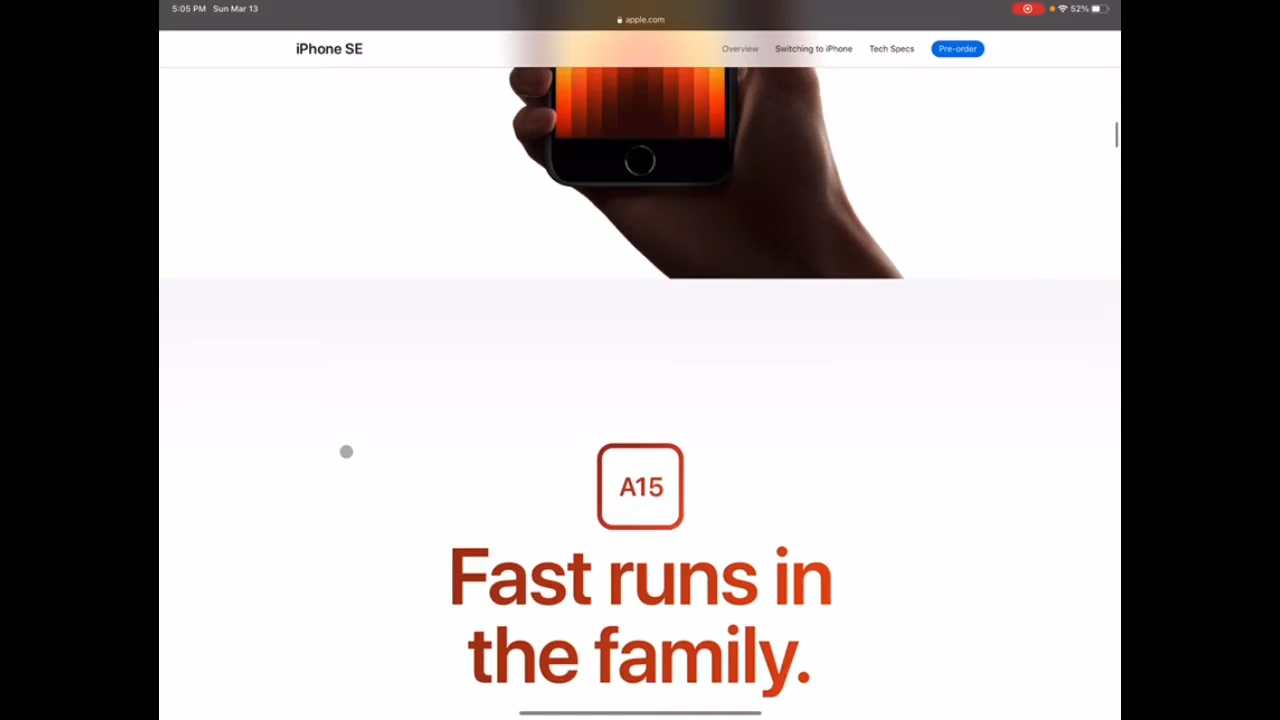 5:05 PM Sun Mar 13
apple.com
52%
iPhone SE
Overview
Switching to iPhone
Tech Specs
Pre-order
A15
Fast runs in
the family.